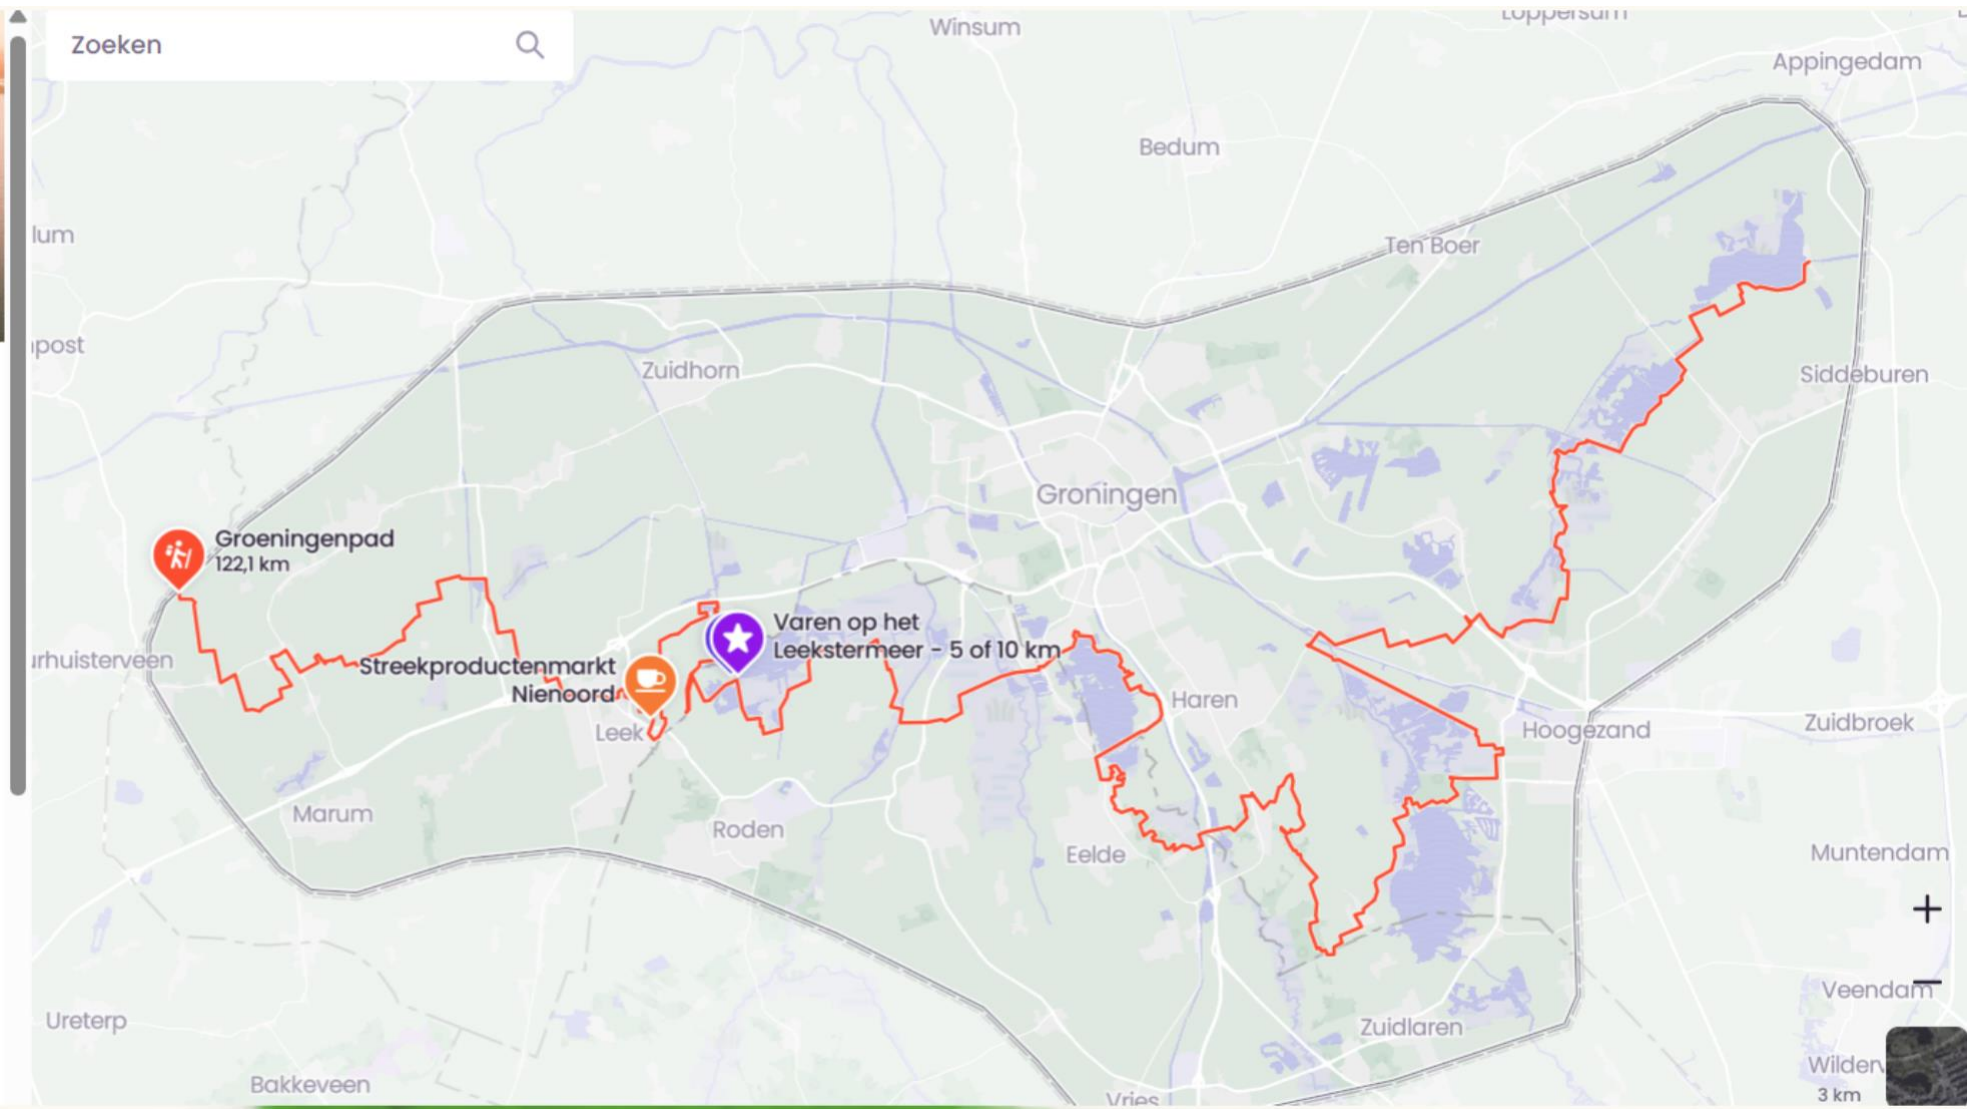 Zoeken
Winsum
Loppersum
Appingedam
Bedum
lum
Ten Boer
post
Zuidhorn
Siddeburen
Groningen
Groeningenpad
122,1 km
Varen op het
Leekstermeer - 5 of 10 km
urhuisterveen
Streekproductenmarkt
Nienoord
Haren
Leek
Hoogezand
Zuidbroek
Marum
Roden
Eelde
Muntendam
Veendam
Ureterp
Zuidlaren
Bakkeveen
Wilderv
3 km
Vries